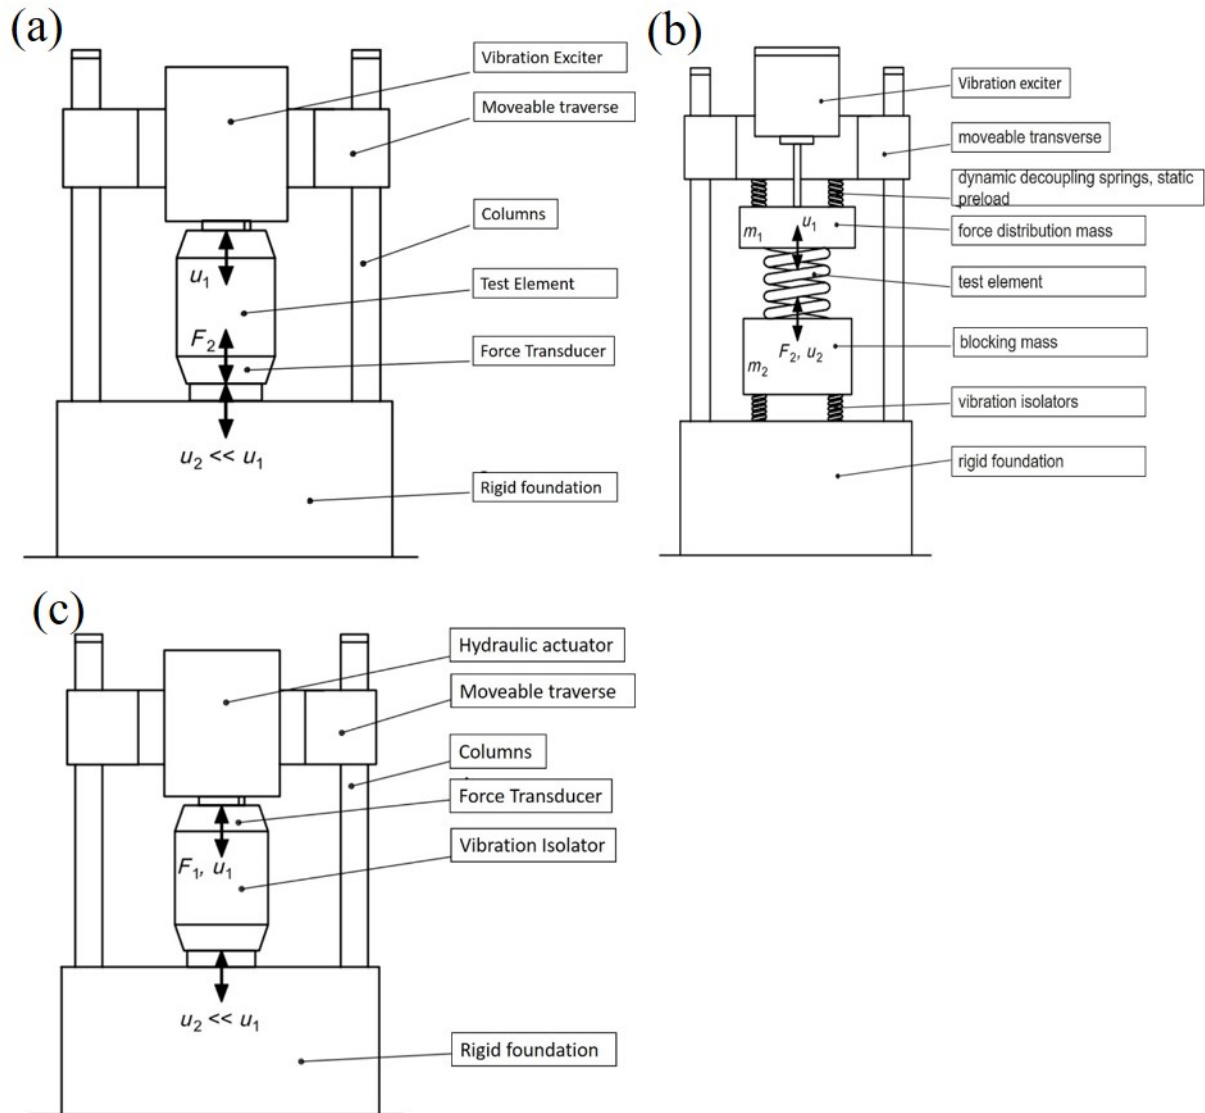 (a)
Vibration Exciter
Moveable traverse
Columns
Test Element
Force Transducer
Rigid foundation
u1
F2
u2 << u1
(b)
Vibration exciter
moveable transverse
dynamic decoupling springs, static
preload
force distribution mass
test element
blocking mass
vibration isolators
rigid foundation
m1
u1
m2
F2, u2
(c)
Hydraulic actuator
Moveable traverse
Columns
Force Transducer
Vibration Isolator
Rigid foundation
F1, u1
u2 << u1